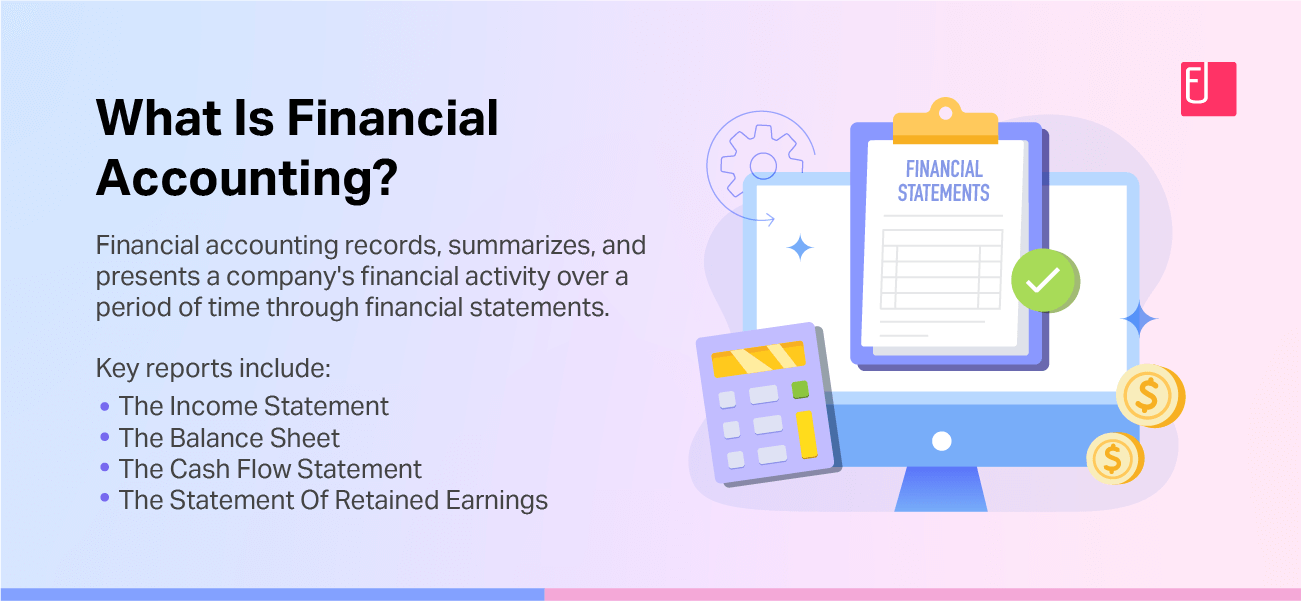 What Is Financial
Accounting?
Financial accounting records, summarizes, and
presents a company's financial activity over a
period of time through financial statements.
Key reports include:
• The Income Statement
• The Balance Sheet
• The Cash Flow Statement
• The Statement Of Retained Earnings
FINANCIAL
STATEMENTS
$
$
FJ